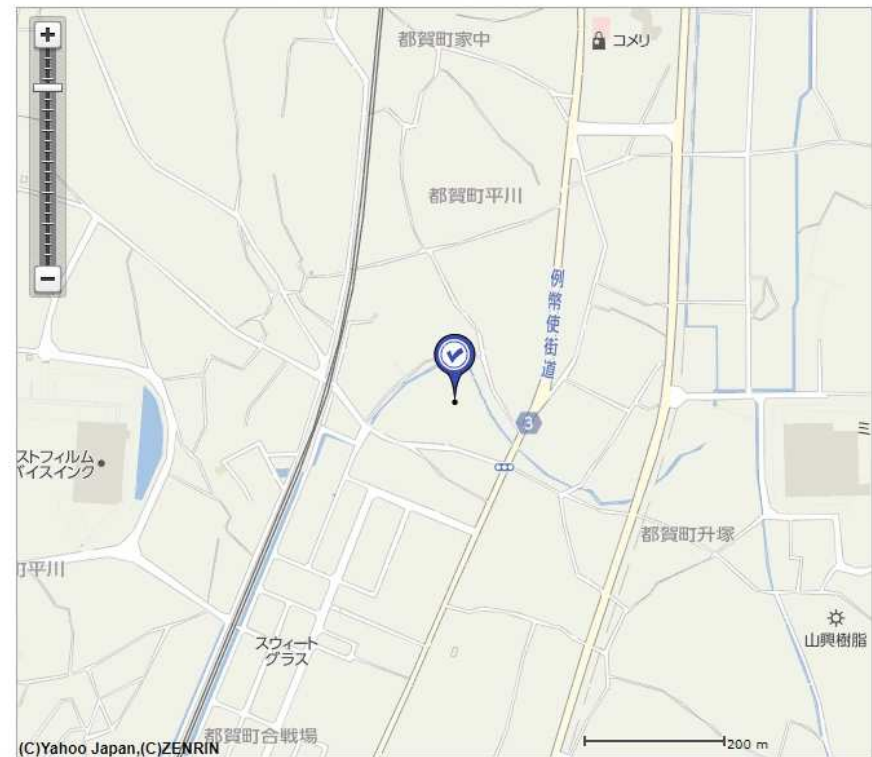 +
都賀町家中
コメリ
都賀町平川
−
例幣使街道
3
ストフィルム
バイスインク
都賀町升塚
町平川
山興樹脂
スウィート
グラス
都賀町合戦場
(C)Yahoo Japan,(C)ZENRIN
200 m
ミ